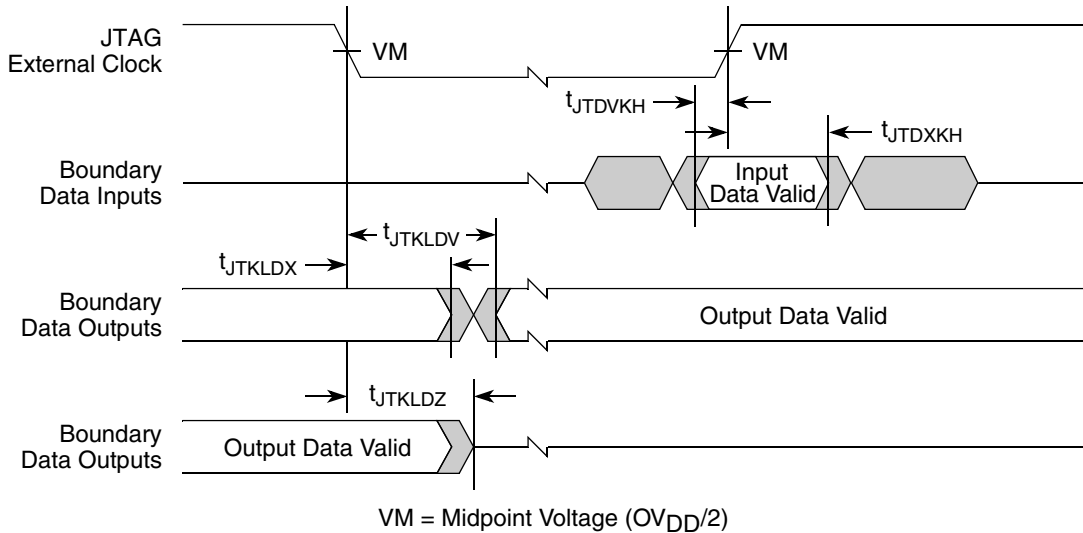 JTAG
External Clock
VM
VM
tJTDVKH
tJTDXKH
Boundary
Data Inputs
Input
Data Valid
tJTKLDV
tJTKLDX
Boundary
Data Outputs
Output Data Valid
tJTKLDZ
Boundary
Data Outputs
Output Data Valid
VM = Midpoint Voltage (OVDD/2)